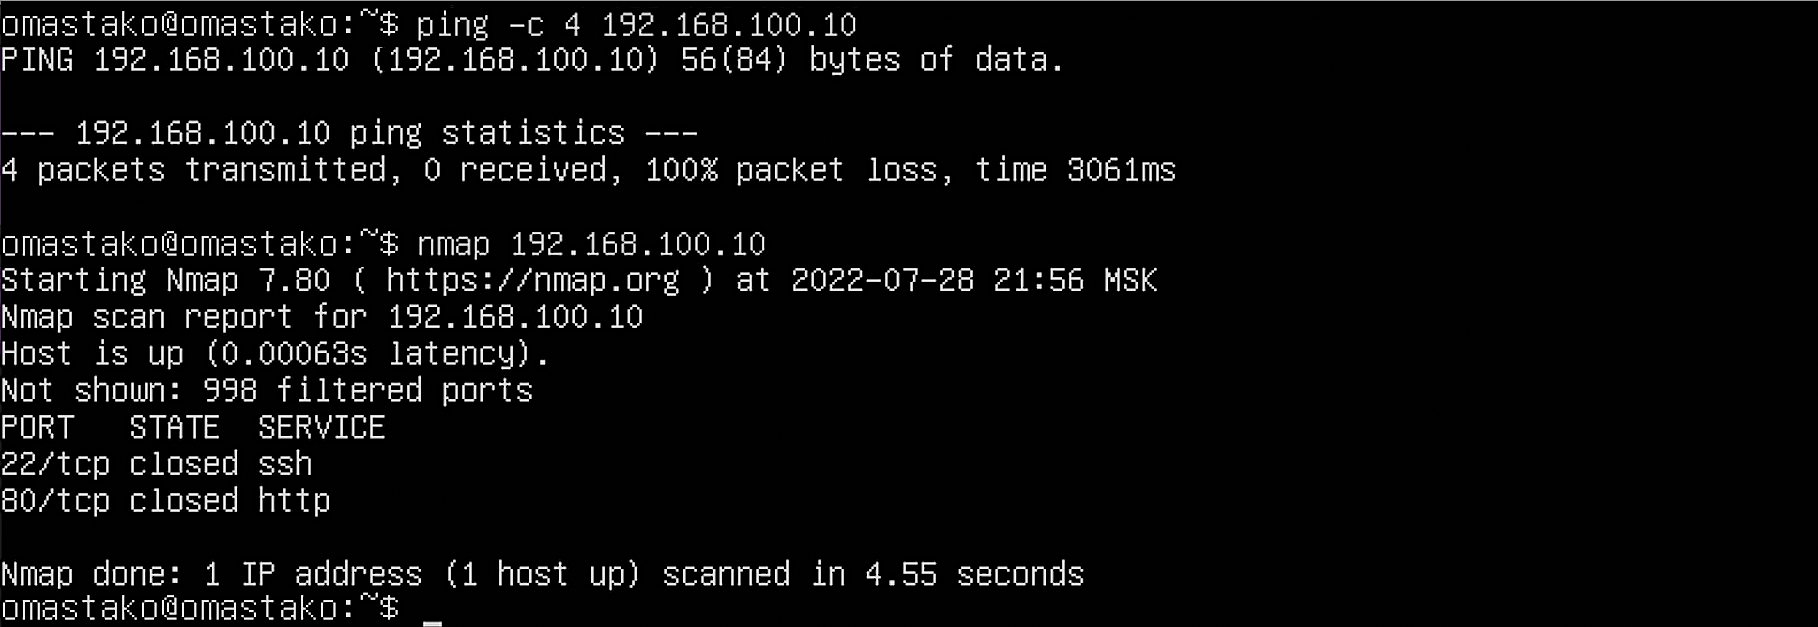 omastako@omastako:~$ ping -c 4 192.168.100.10
PING 192.168.100.10 (192.168.100.10) 56(84) bytes of data.
--- 192.168.100.10 ping statistics ---
4 packets transmitted, 0 received, 100% packet loss, time 3061ms
omastako@omastako:~$ nmap 192.168.100.10
Starting Nmap 7.80 ( https://nmap.org ) at 2022-07-28 21:56 MSK
Nmap scan report for 192.168.100.10
Host is up (0.00063s latency).
Not shown: 998 filtered ports
PORT   STATE  SERVICE
22/tcp closed ssh
80/tcp closed http
Nmap done: 1 IP address (1 host up) scanned in 4.55 seconds
omastako@omastako:~$ _